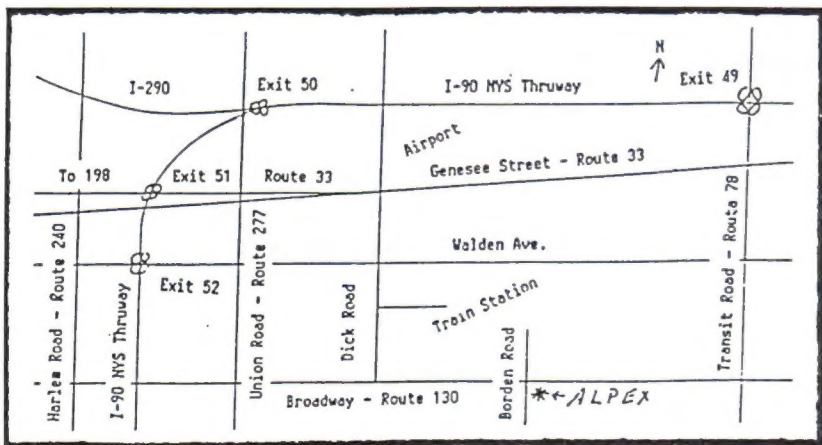 N
I-290
Exit 50
I-90 NYS Thruway
Exit 49
Airport
Genesee Street - Route 33
To 198
Exit 51
Route 33
Walden Ave.
Exit 52
Train Station
Harlem Road - Route 240
I-90 NYS Thruway
Union Road - Route 277
Dick Road
Borden Road
Transit Road - Route 78
Broadway - Route 130
*←ALPEX